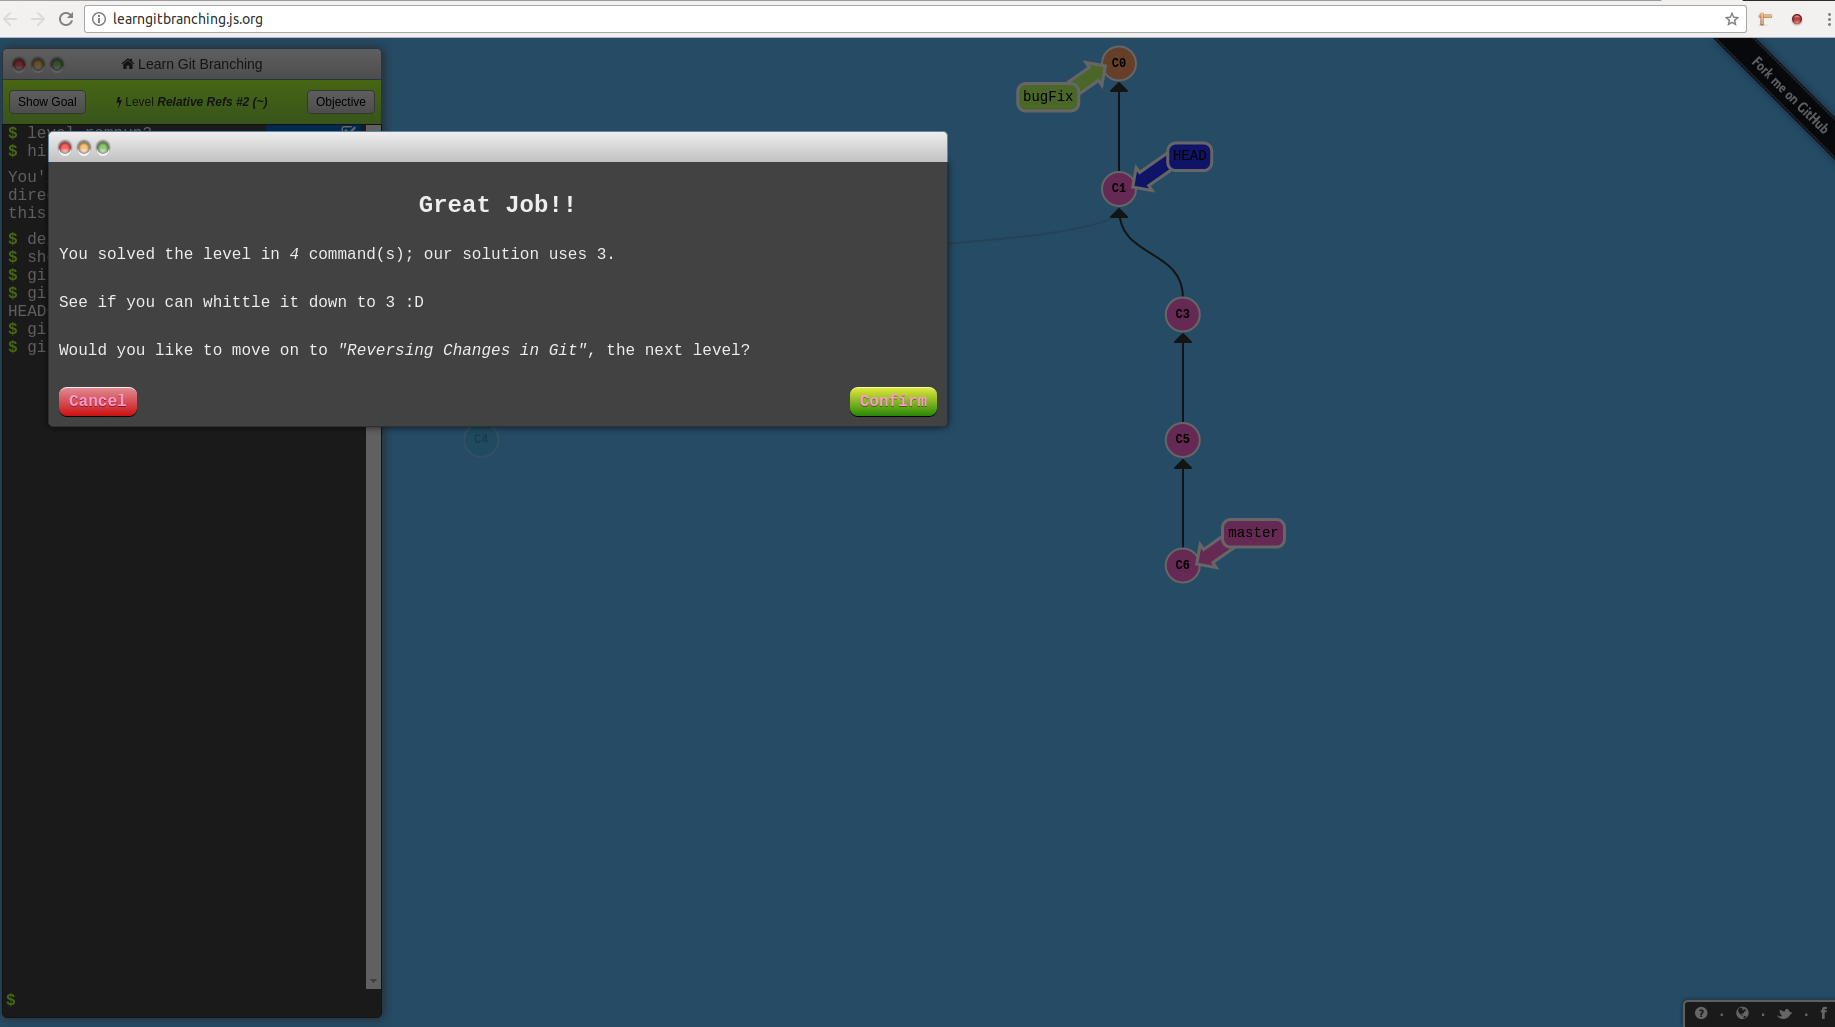 learngitbranching.js.org
Learn Git Branching
Show Goal
Level Relative Refs #2 (~)
Objective
$
$ hi
You'
dire
this
$ de
$ sh
$ gi
$ gi
HEAD
$ gi
$ gi
$
Great Job!!
You solved the level in 4 command(s); our solution uses 3.
See if you can whittle it down to 3 :D
Would you like to move on to "Reversing Changes in Git", the next level?
Cancel
Confirm
C0
bugFix
HEAD
C1
C3
C4
C5
master
C6
Fork me on GitHub